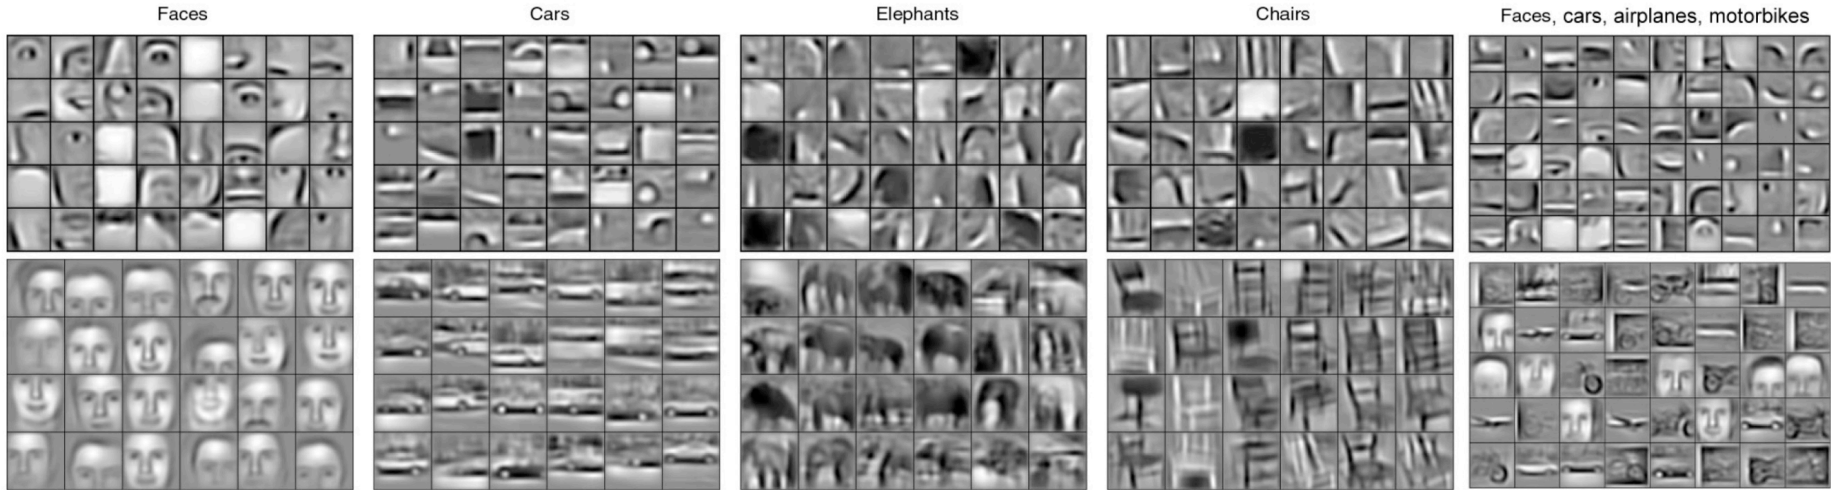 Faces
Cars
Elephants
Chairs
Faces, cars, airplanes, motorbikes